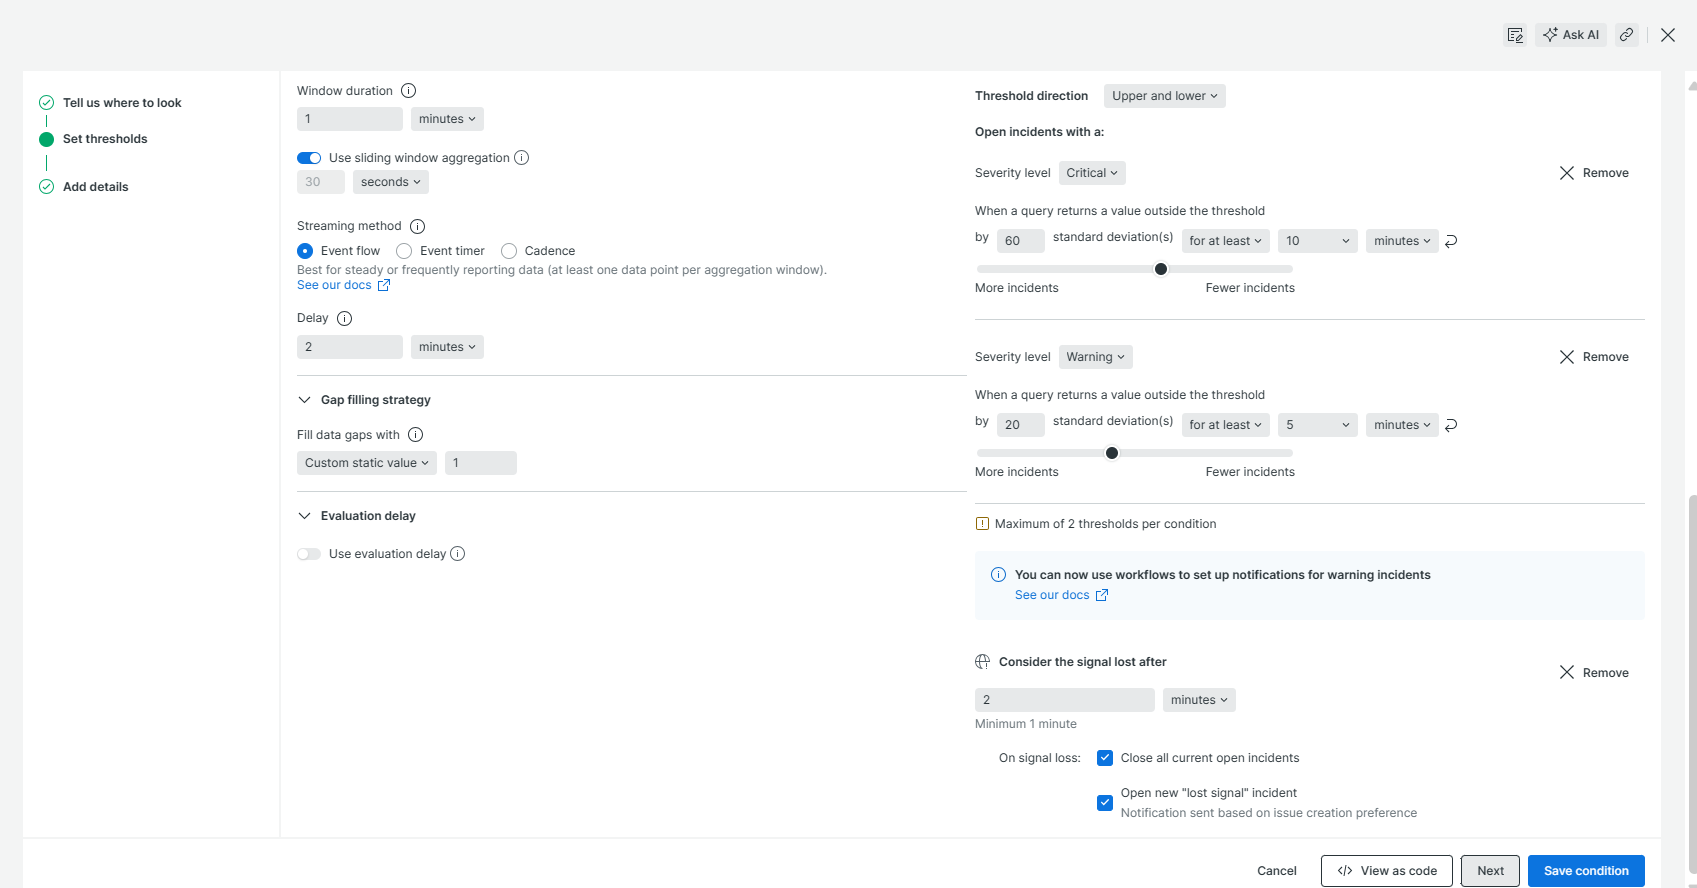 Ask AI
Tell us where to look
Set thresholds
Add details
Window duration
1 minutes
Use sliding window aggregation
30 seconds
Streaming method
Event flow Event timer Cadence
Best for steady or frequently reporting data (at least one data point per aggregation window).
See our docs
Delay
2 minutes
Gap filling strategy
Fill data gaps with
Custom static value 1
Evaluation delay
Use evaluation delay
Threshold direction Upper and lower
Open incidents with a:
Severity level Critical Remove
When a query returns a value outside the threshold
by 60 standard deviation(s) for at least 10 minutes
More incidents Fewer incidents
Severity level Warning Remove
When a query returns a value outside the threshold
by 20 standard deviation(s) for at least 5 minutes
More incidents Fewer incidents
Maximum of 2 thresholds per condition
You can now use workflows to set up notifications for warning incidents
See our docs
Consider the signal lost after
Remove
2 minutes
Minimum 1 minute
On signal loss: Close all current open incidents
Open new "lost signal" incident
Notification sent based on issue creation preference
Cancel View as code Next Save condition